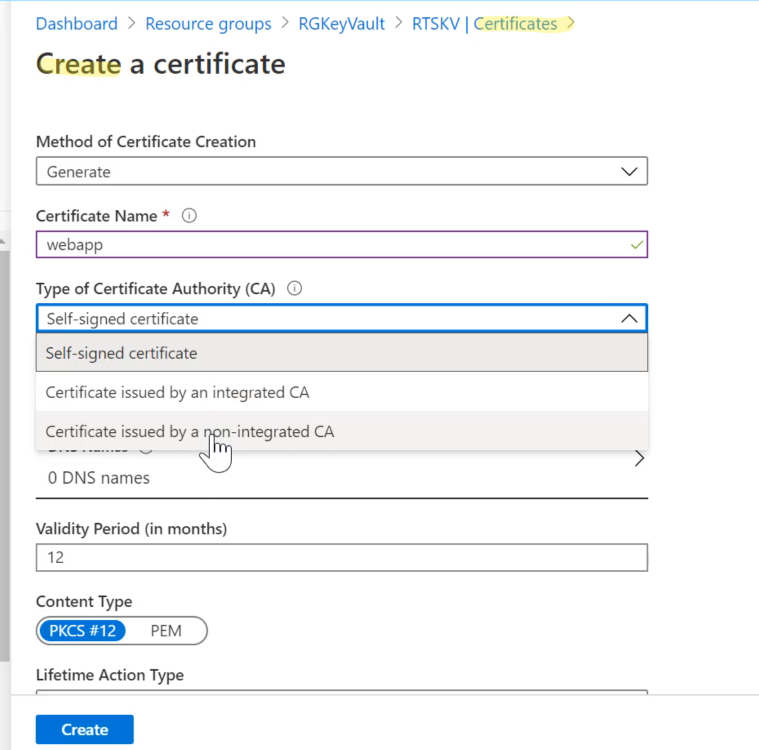 Dashboard > Resource groups > RGKeyVault > RTSKV | Certificates >
Create a certificate
Method of Certificate Creation
Generate
Certificate Name *
webapp
Type of Certificate Authority (CA)
Self-signed certificate
Self-signed certificate
Certificate issued by an integrated CA
Certificate issued by a non-integrated CA
DNS Names
0 DNS names
Validity Period (in months)
12
Content Type
PKCS #12 PEM
Lifetime Action Type
Create